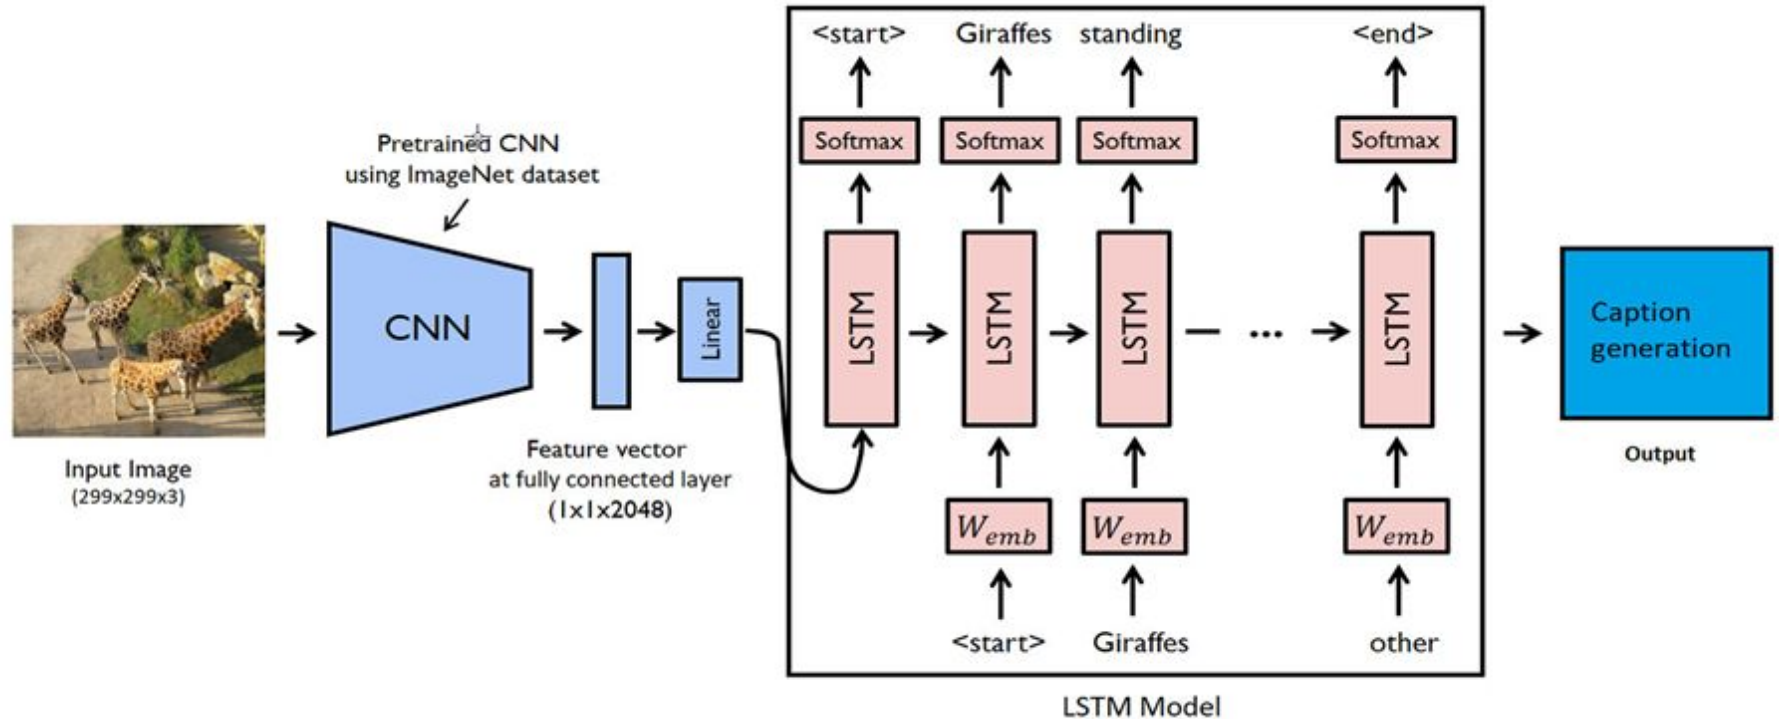 <start> Giraffes standing <end>
Softmax Softmax Softmax Softmax
Pretrained CNN
using ImageNet dataset
CNN
Linear
LSTM LSTM LSTM ... LSTM
Caption
generation
Output
Input Image
(299x299x3)
Feature vector
at fully connected layer
(1x1x2048)
W_emb W_emb W_emb
<start> Giraffes other
LSTM Model